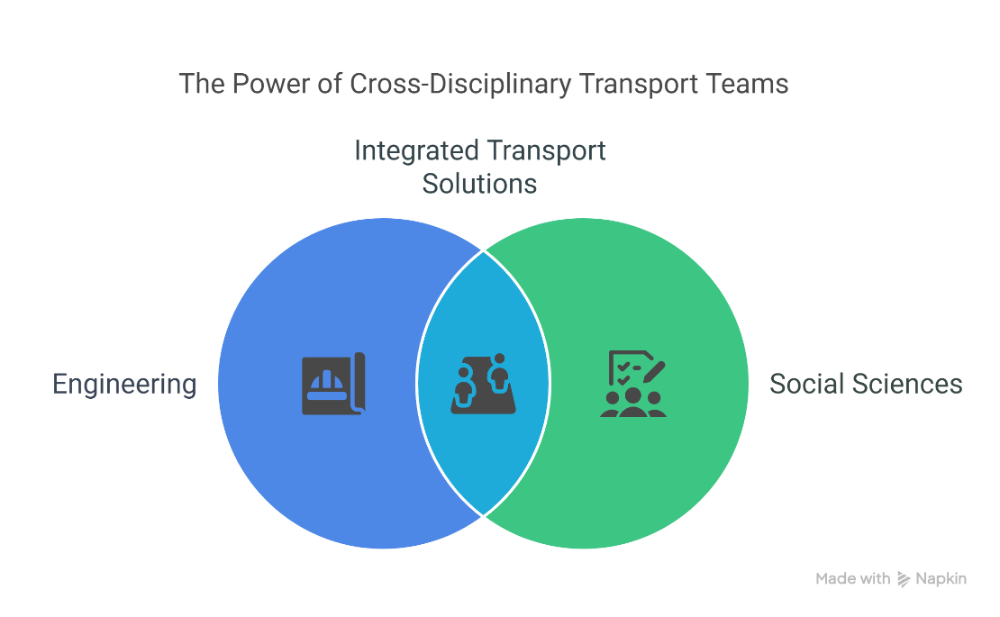 The Power of Cross-Disciplinary Transport Teams
Integrated Transport
Solutions
Engineering
Social Sciences
Made with Napkin